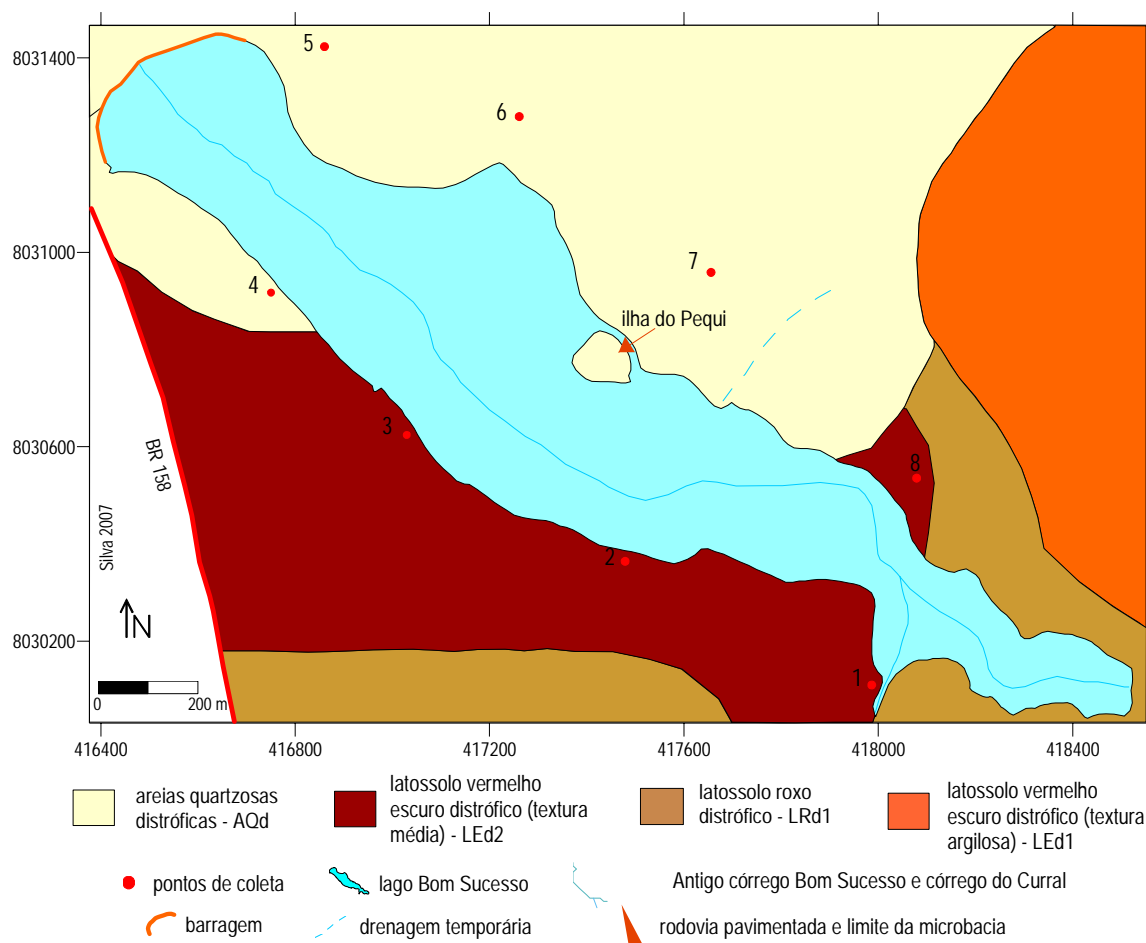 8031400
8031000
8030600
8030200
5
6
7
4
ilha do Pequi
3
8
2
1
BR 158
Silva 2007
N
0 200 m
416400 416800 417200 417600 418000 418400
areias quartzosas
distróficas - AQd
latossolo vermelho
escuro distrófico (textura
média) - LEd2
latossolo roxo
distrófico - LRd1
latossolo vermelho
escuro distrófico (textura
argilosa) - LEd1
pontos de coleta
lago Bom Sucesso
Antigo córrego Bom Sucesso e córrego do Curral
barragem
drenagem temporária
rodovia pavimentada e limite da microbacia